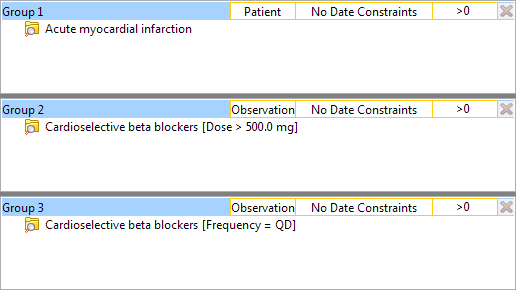 Group 1 Patient No Date Constraints >0
Acute myocardial infarction
Group 2 Observation No Date Constraints >0
Cardioselective beta blockers [Dose > 500.0 mg]
Group 3 Observation No Date Constraints >0
Cardioselective beta blockers [Frequency = QD]